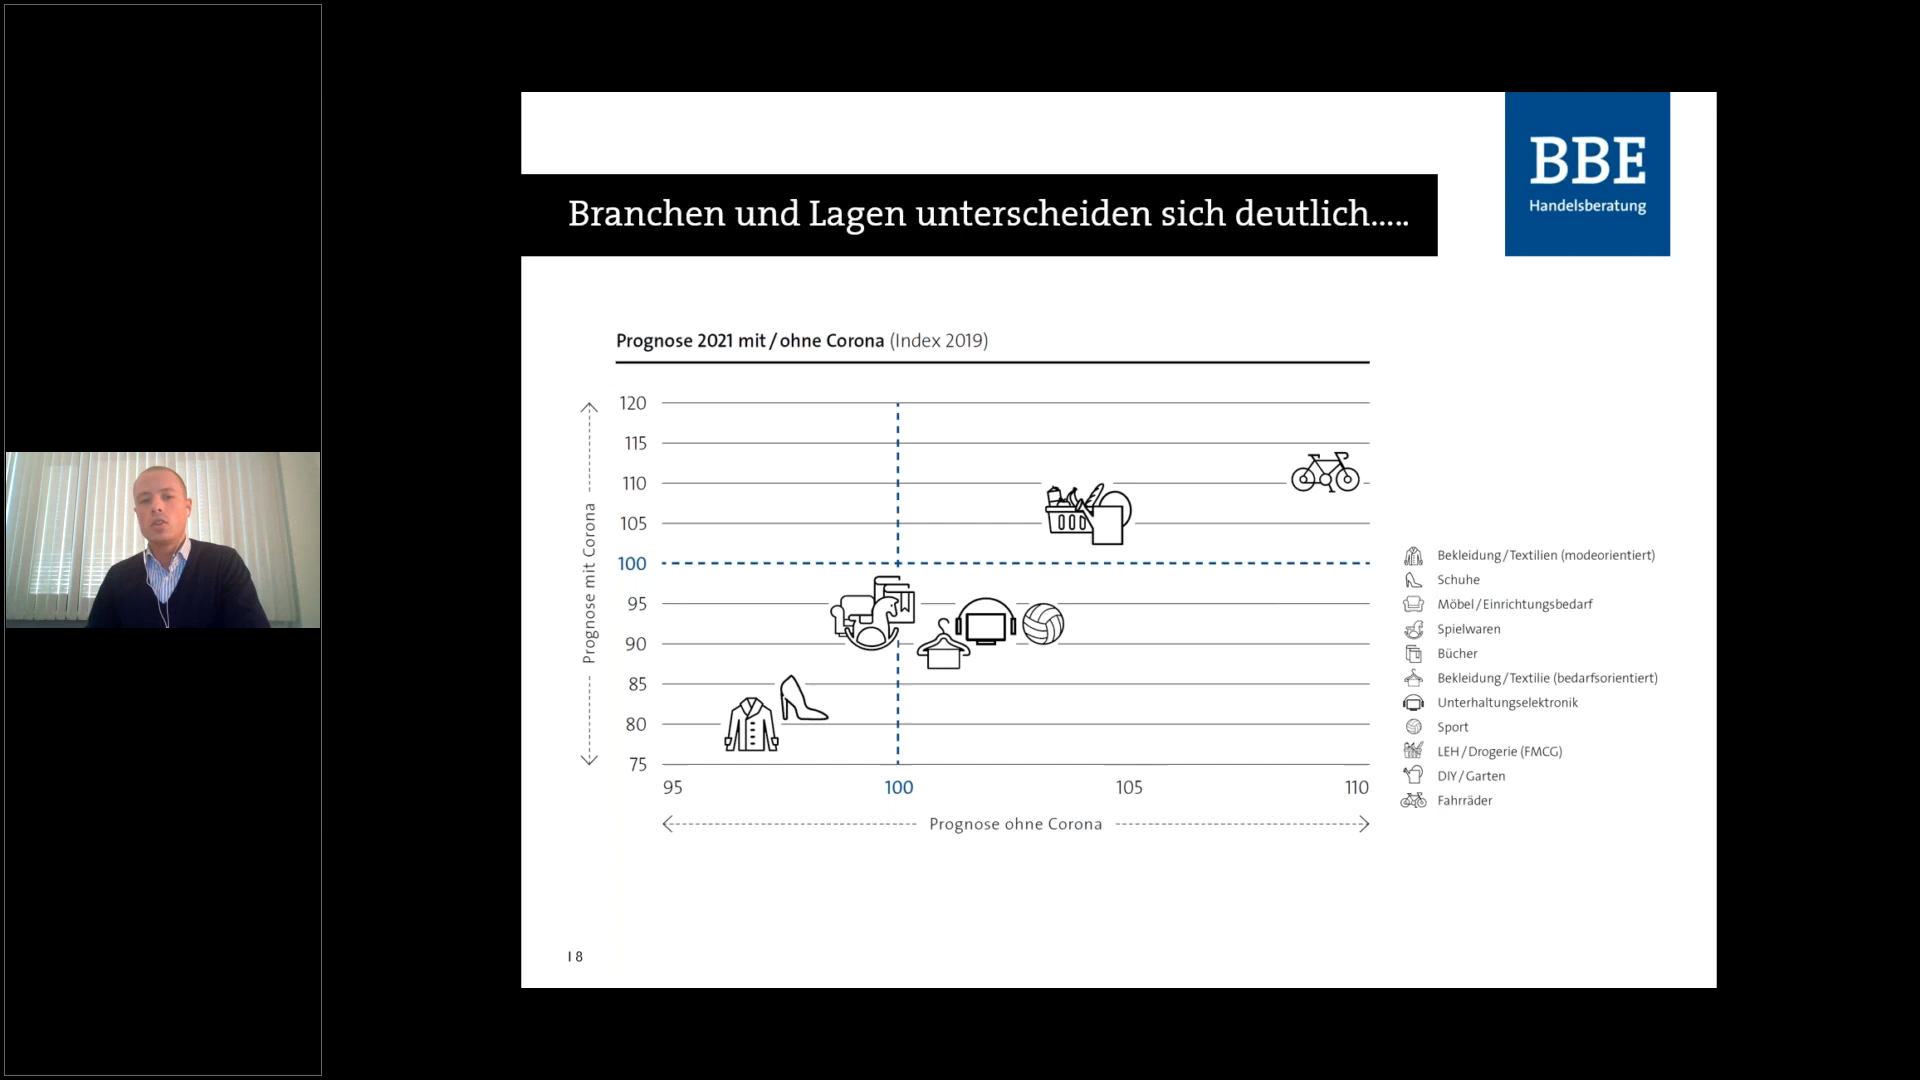 BBE
Handelsberatung
Branchen und Lagen unterscheiden sich deutlich.....
Prognose 2021 mit / ohne Corona (Index 2019)
Prognose mit Corona
120
115
110
105
100
95
90
85
80
75
95
100
105
110
Prognose ohne Corona
Bekleidung / Textilien (modeorientiert)
Schuhe
Möbel / Einrichtungsbedarf
Spielwaren
Bücher
Bekleidung / Textilie (bedarfsorientiert)
Unterhaltungselektronik
Sport
LEH / Drogerie (FMCG)
DIY / Garten
Fahrräder
I 8